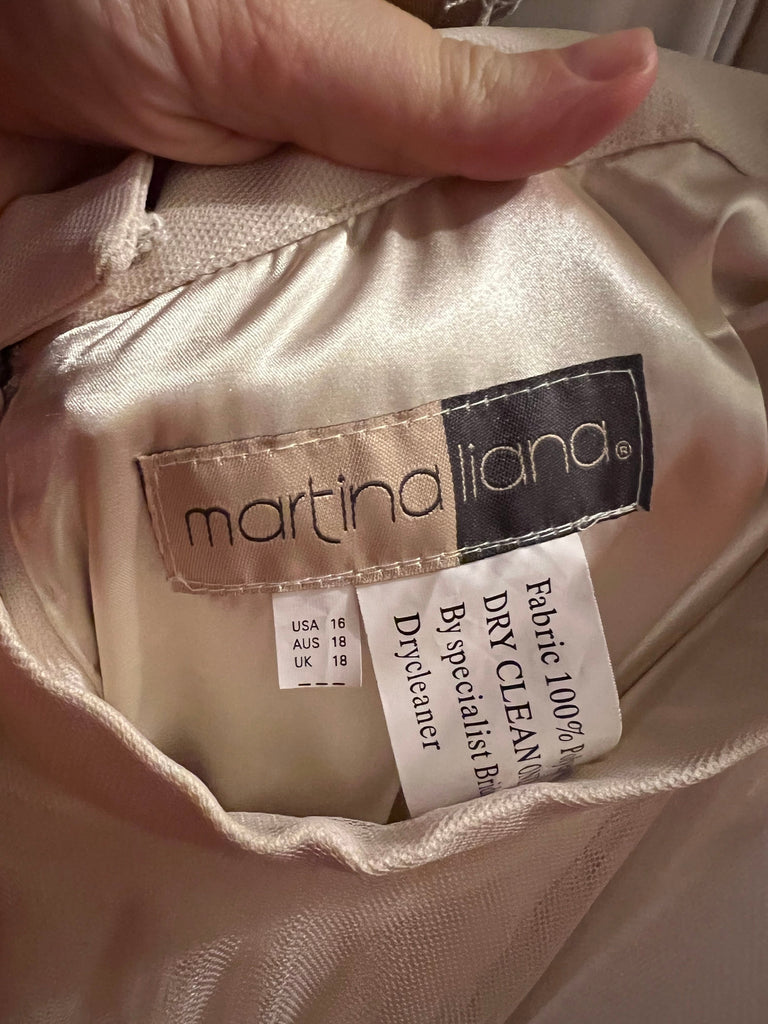 martina liana®
USA 16
AUS 18
UK 18
Fabric 100%
DRY CLEAN
By specialist
Drycleaner